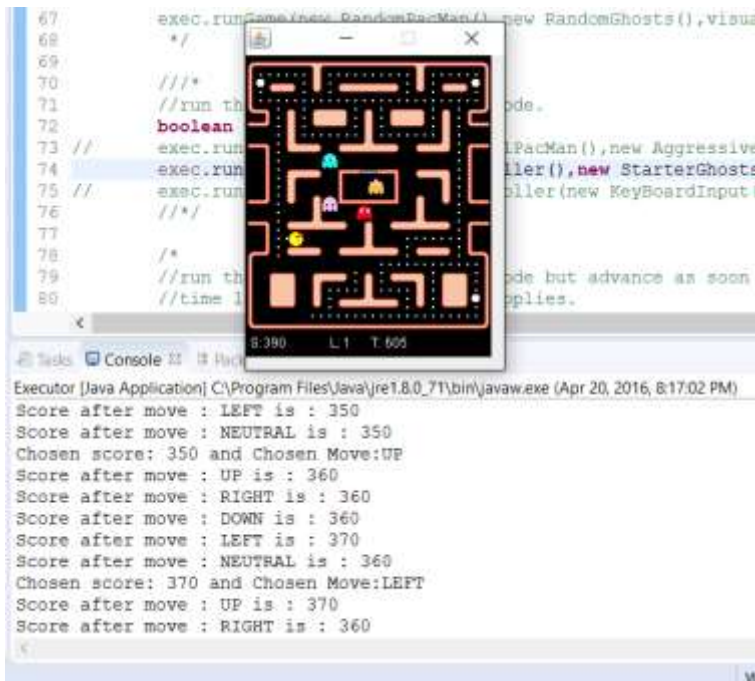 67 exec.runGame(new RandomPacMan(), new RandomGhosts(),visua
68 */
69
70 ///*
71 //run th ode.
72 boolean
73 // exec.run lPacMan(),new Aggressive
74 exec.run ller(),new StarterGhosts
75 // exec.run oller(new KeyBoardInput
76 //*/
77
78 /*
79 //run th ode but advance as soon
80 //time l pplies.
S:390 L:1 T:605
Tasks Console
Executor [Java Application] C:\Program Files\Java\jre1.8.0_71\bin\javaw.exe (Apr 20, 2016, 8:17:02 PM)
Score after move : LEFT is : 350
Score after move : NEUTRAL is : 350
Chosen score: 350 and Chosen Move:UP
Score after move : UP is : 360
Score after move : RIGHT is : 360
Score after move : DOWN is : 360
Score after move : LEFT is : 370
Score after move : NEUTRAL is : 360
Chosen score: 370 and Chosen Move:LEFT
Score after move : UP is : 370
Score after move : RIGHT is : 360